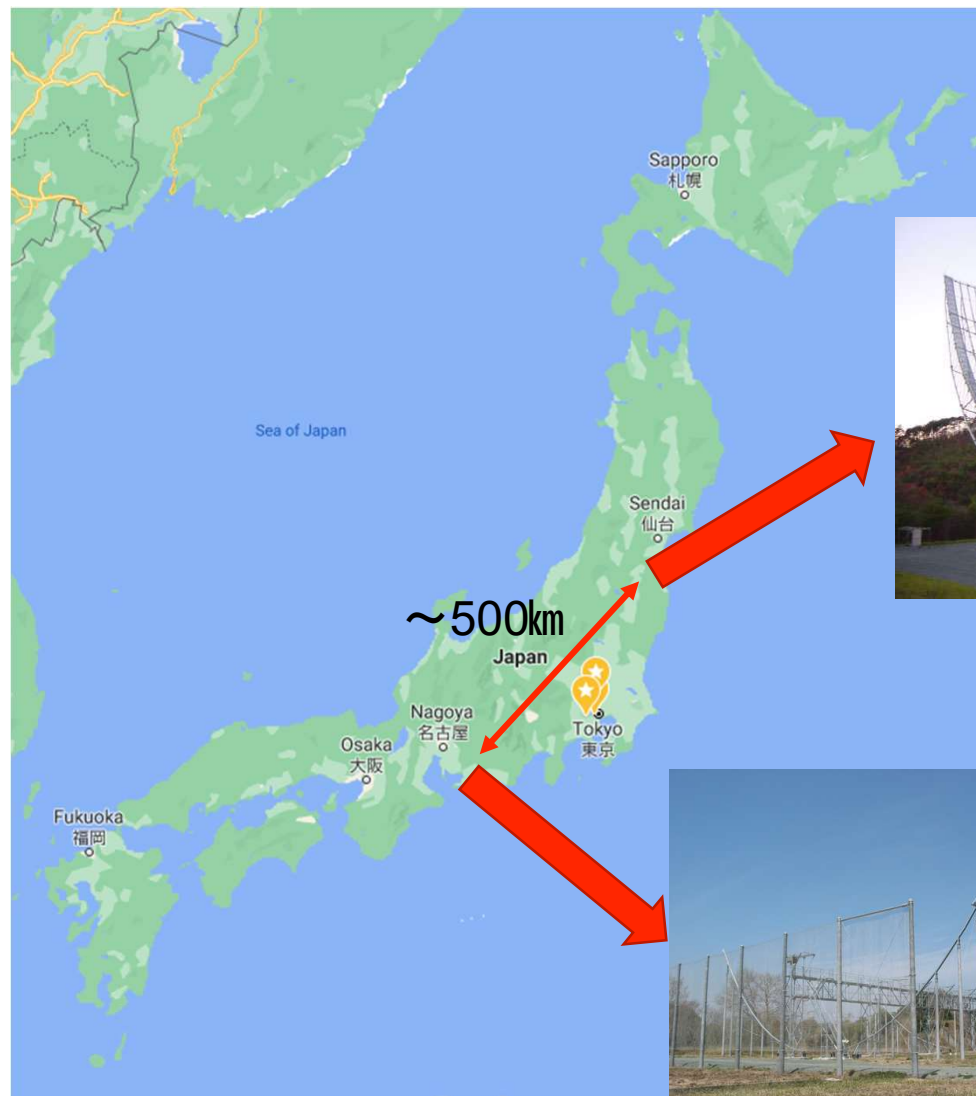 Sapporo
札幌
Sea of Japan
Sendai
仙台
～500㎞
Japan
Nagoya
名古屋
Tokyo
東京
Osaka
大阪
Fukuoka
福岡